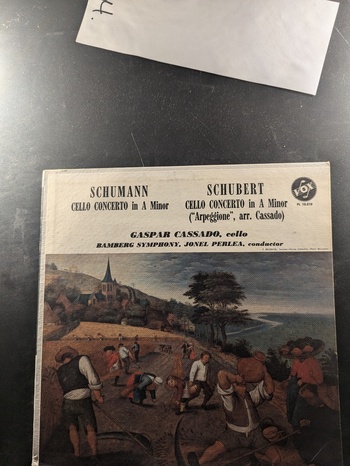 4.
SCHUMANN
CELLO CONCERTO in A Minor
SCHUBERT
CELLO CONCERTO in A Minor
("Arpeggione", arr. Cassado)
VOX
GASPAR CASSADO, cello
BAMBERG SYMPHONY, JONEL PERLEA, conductor